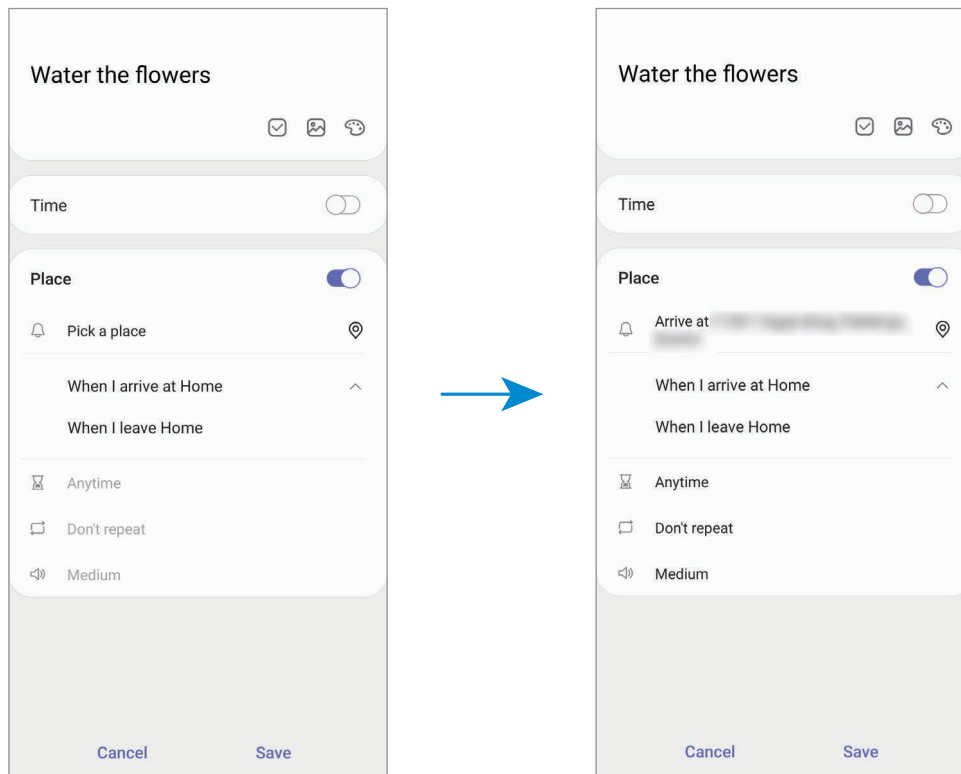 Water the flowers
Time
Place
Pick a place
When I arrive at Home
When I leave Home
Anytime
Don't repeat
Medium
Cancel
Save
Water the flowers
Time
Place
Arrive at
When I arrive at Home
When I leave Home
Anytime
Don't repeat
Medium
Cancel
Save